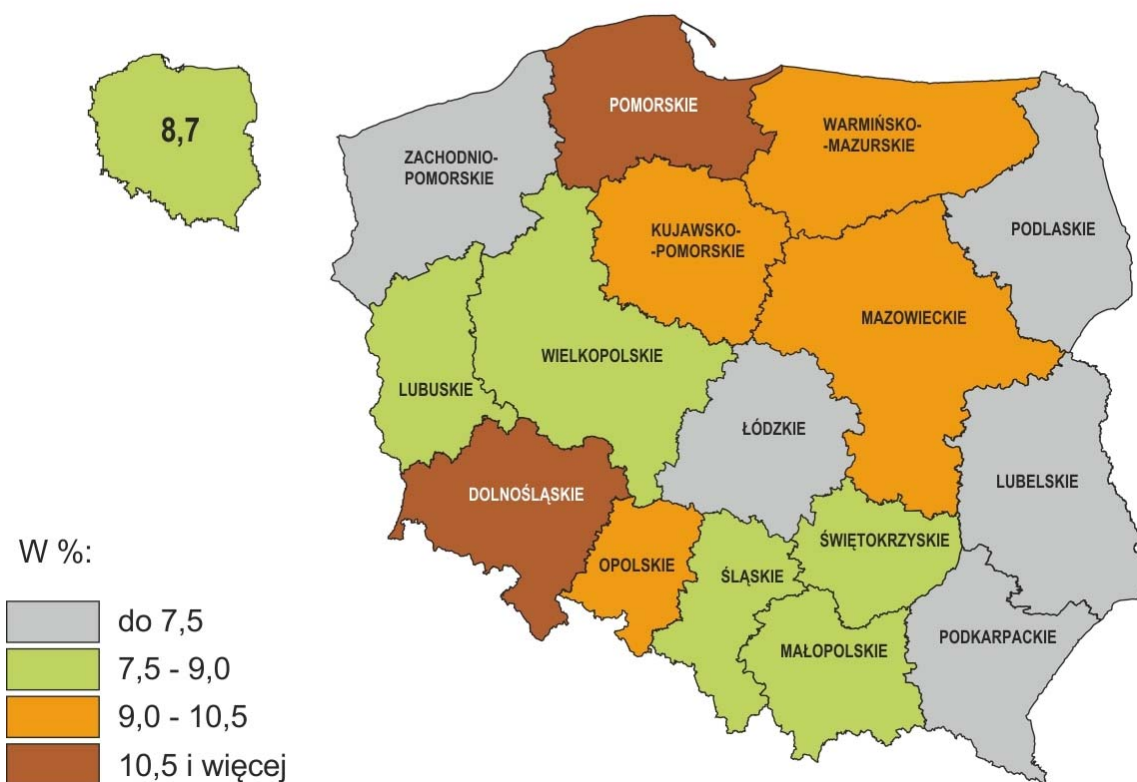 8,7
POMORSKIE
WARMIŃSKO-
-MAZURSKIE
ZACHODNIO-
POMORSKIE
PODLASKIE
KUJAWSKO-
-POMORSKIE
MAZOWIECKIE
WIELKOPOLSKIE
LUBUSKIE
ŁÓDZKIE
LUBELSKIE
DOLNOŚLĄSKIE
ŚWIĘTOKRZYSKIE
OPOLSKIE
ŚLĄSKIE
PODKARPACKIE
MAŁOPOLSKIE
W %:
do 7,5
7,5 - 9,0
9,0 - 10,5
10,5 i więcej